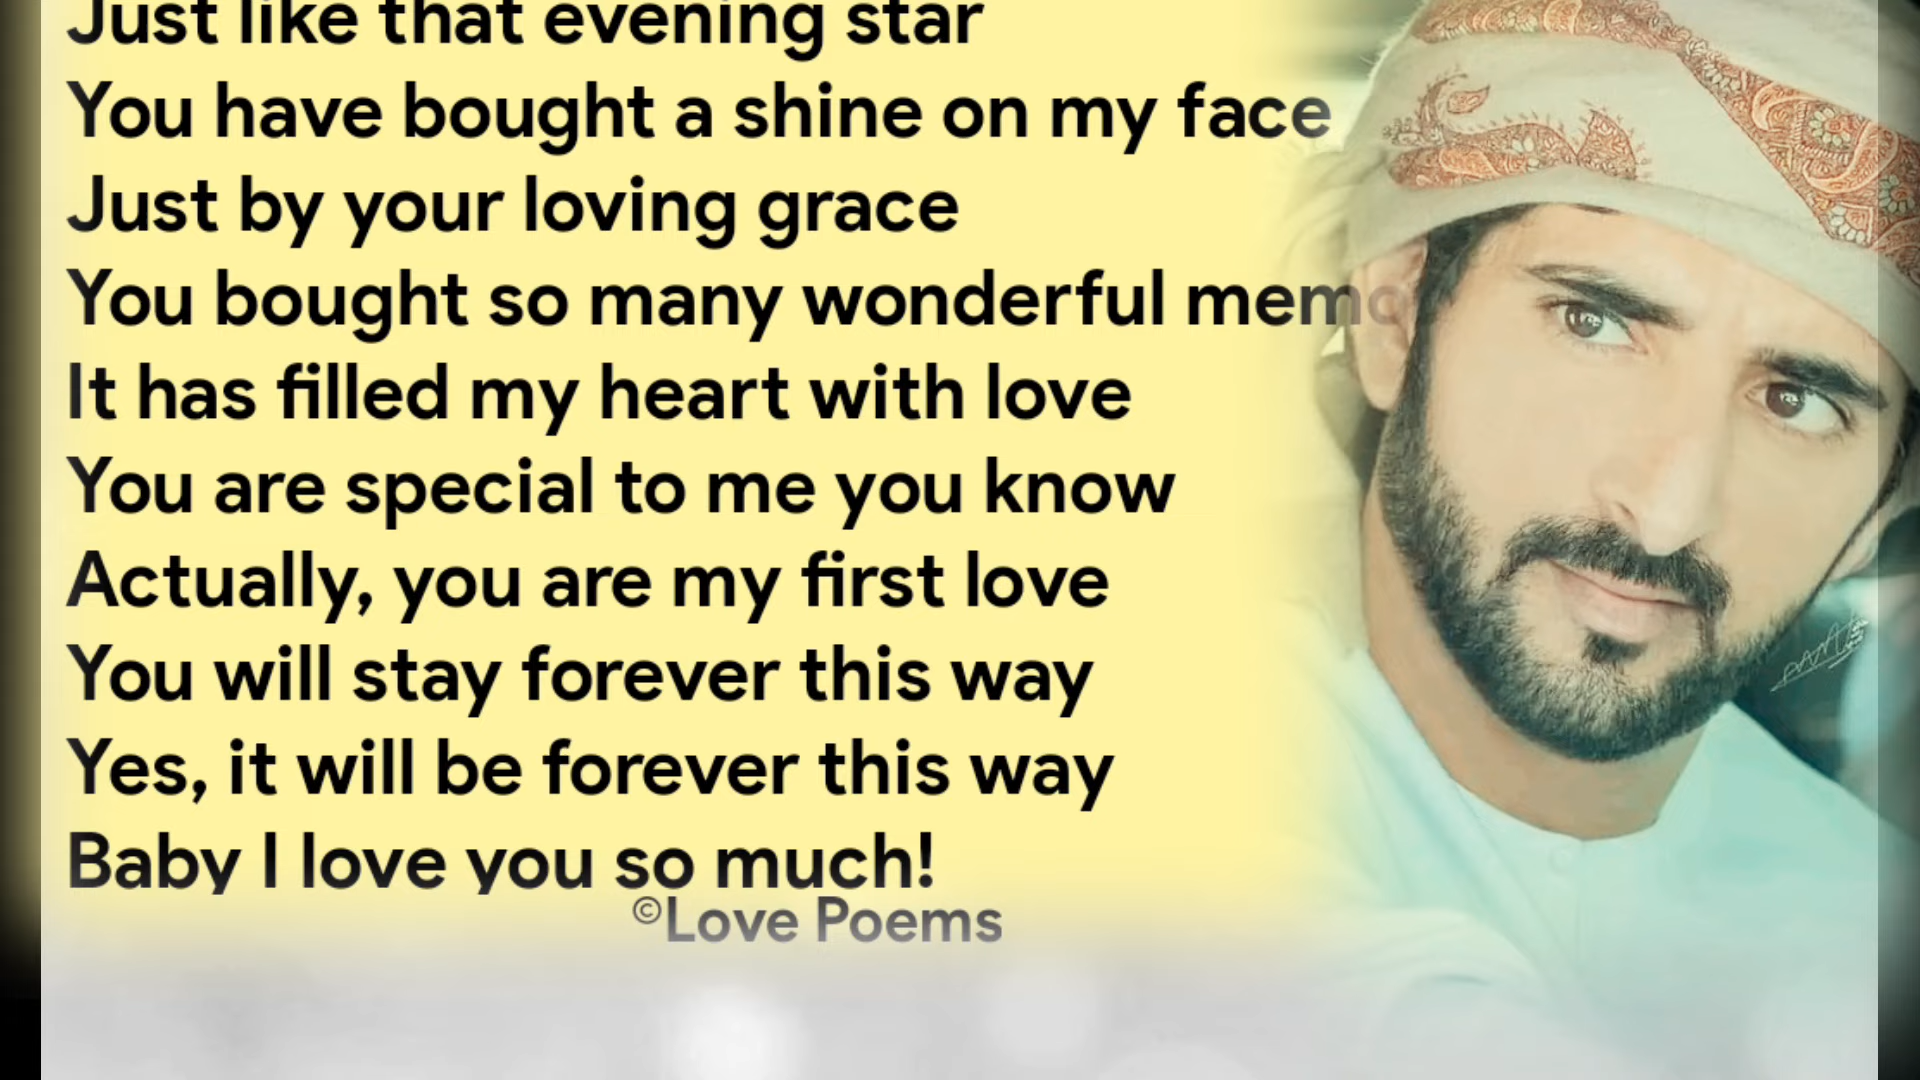 Just like that evening star
You have bought a shine on my face
Just by your loving grace
You bought so many wonderful
It has filled my heart with love
You are special to me you know
Actually, you are my first love
You will stay forever this way
Yes, it will be forever this way
Baby I love you so much!
©Love Poems